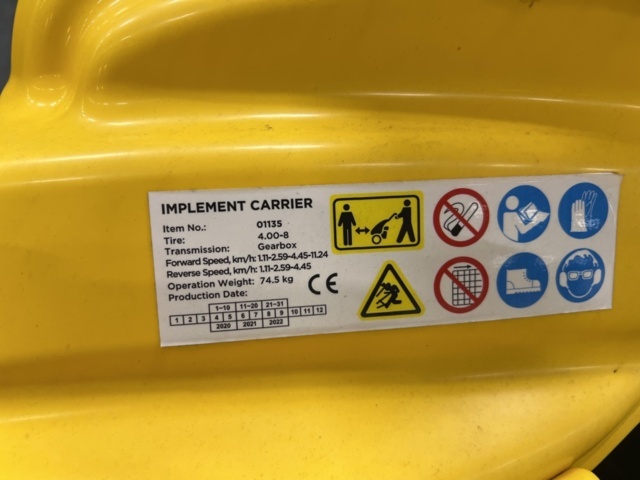 IMPLEMENT CARRIER
Item No.: 01135
Tire: 4.00-8
Transmission: Gearbox
Forward Speed, km/h: 1.11-2.59-4.45-11.24
Reverse Speed, km/h: 1.11-2.59-4.45
Operation Weight: 74.5 kg
Production Date:
CE
1-10 11-20 21-31
1 2 3 4 5 6 7 8 9 10 11 12
2020 2021 2022